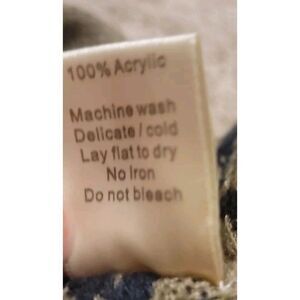 100% Acrylic
Machine wash
Delicate / cold
Lay flat to dry
No Iron
Do not bleach